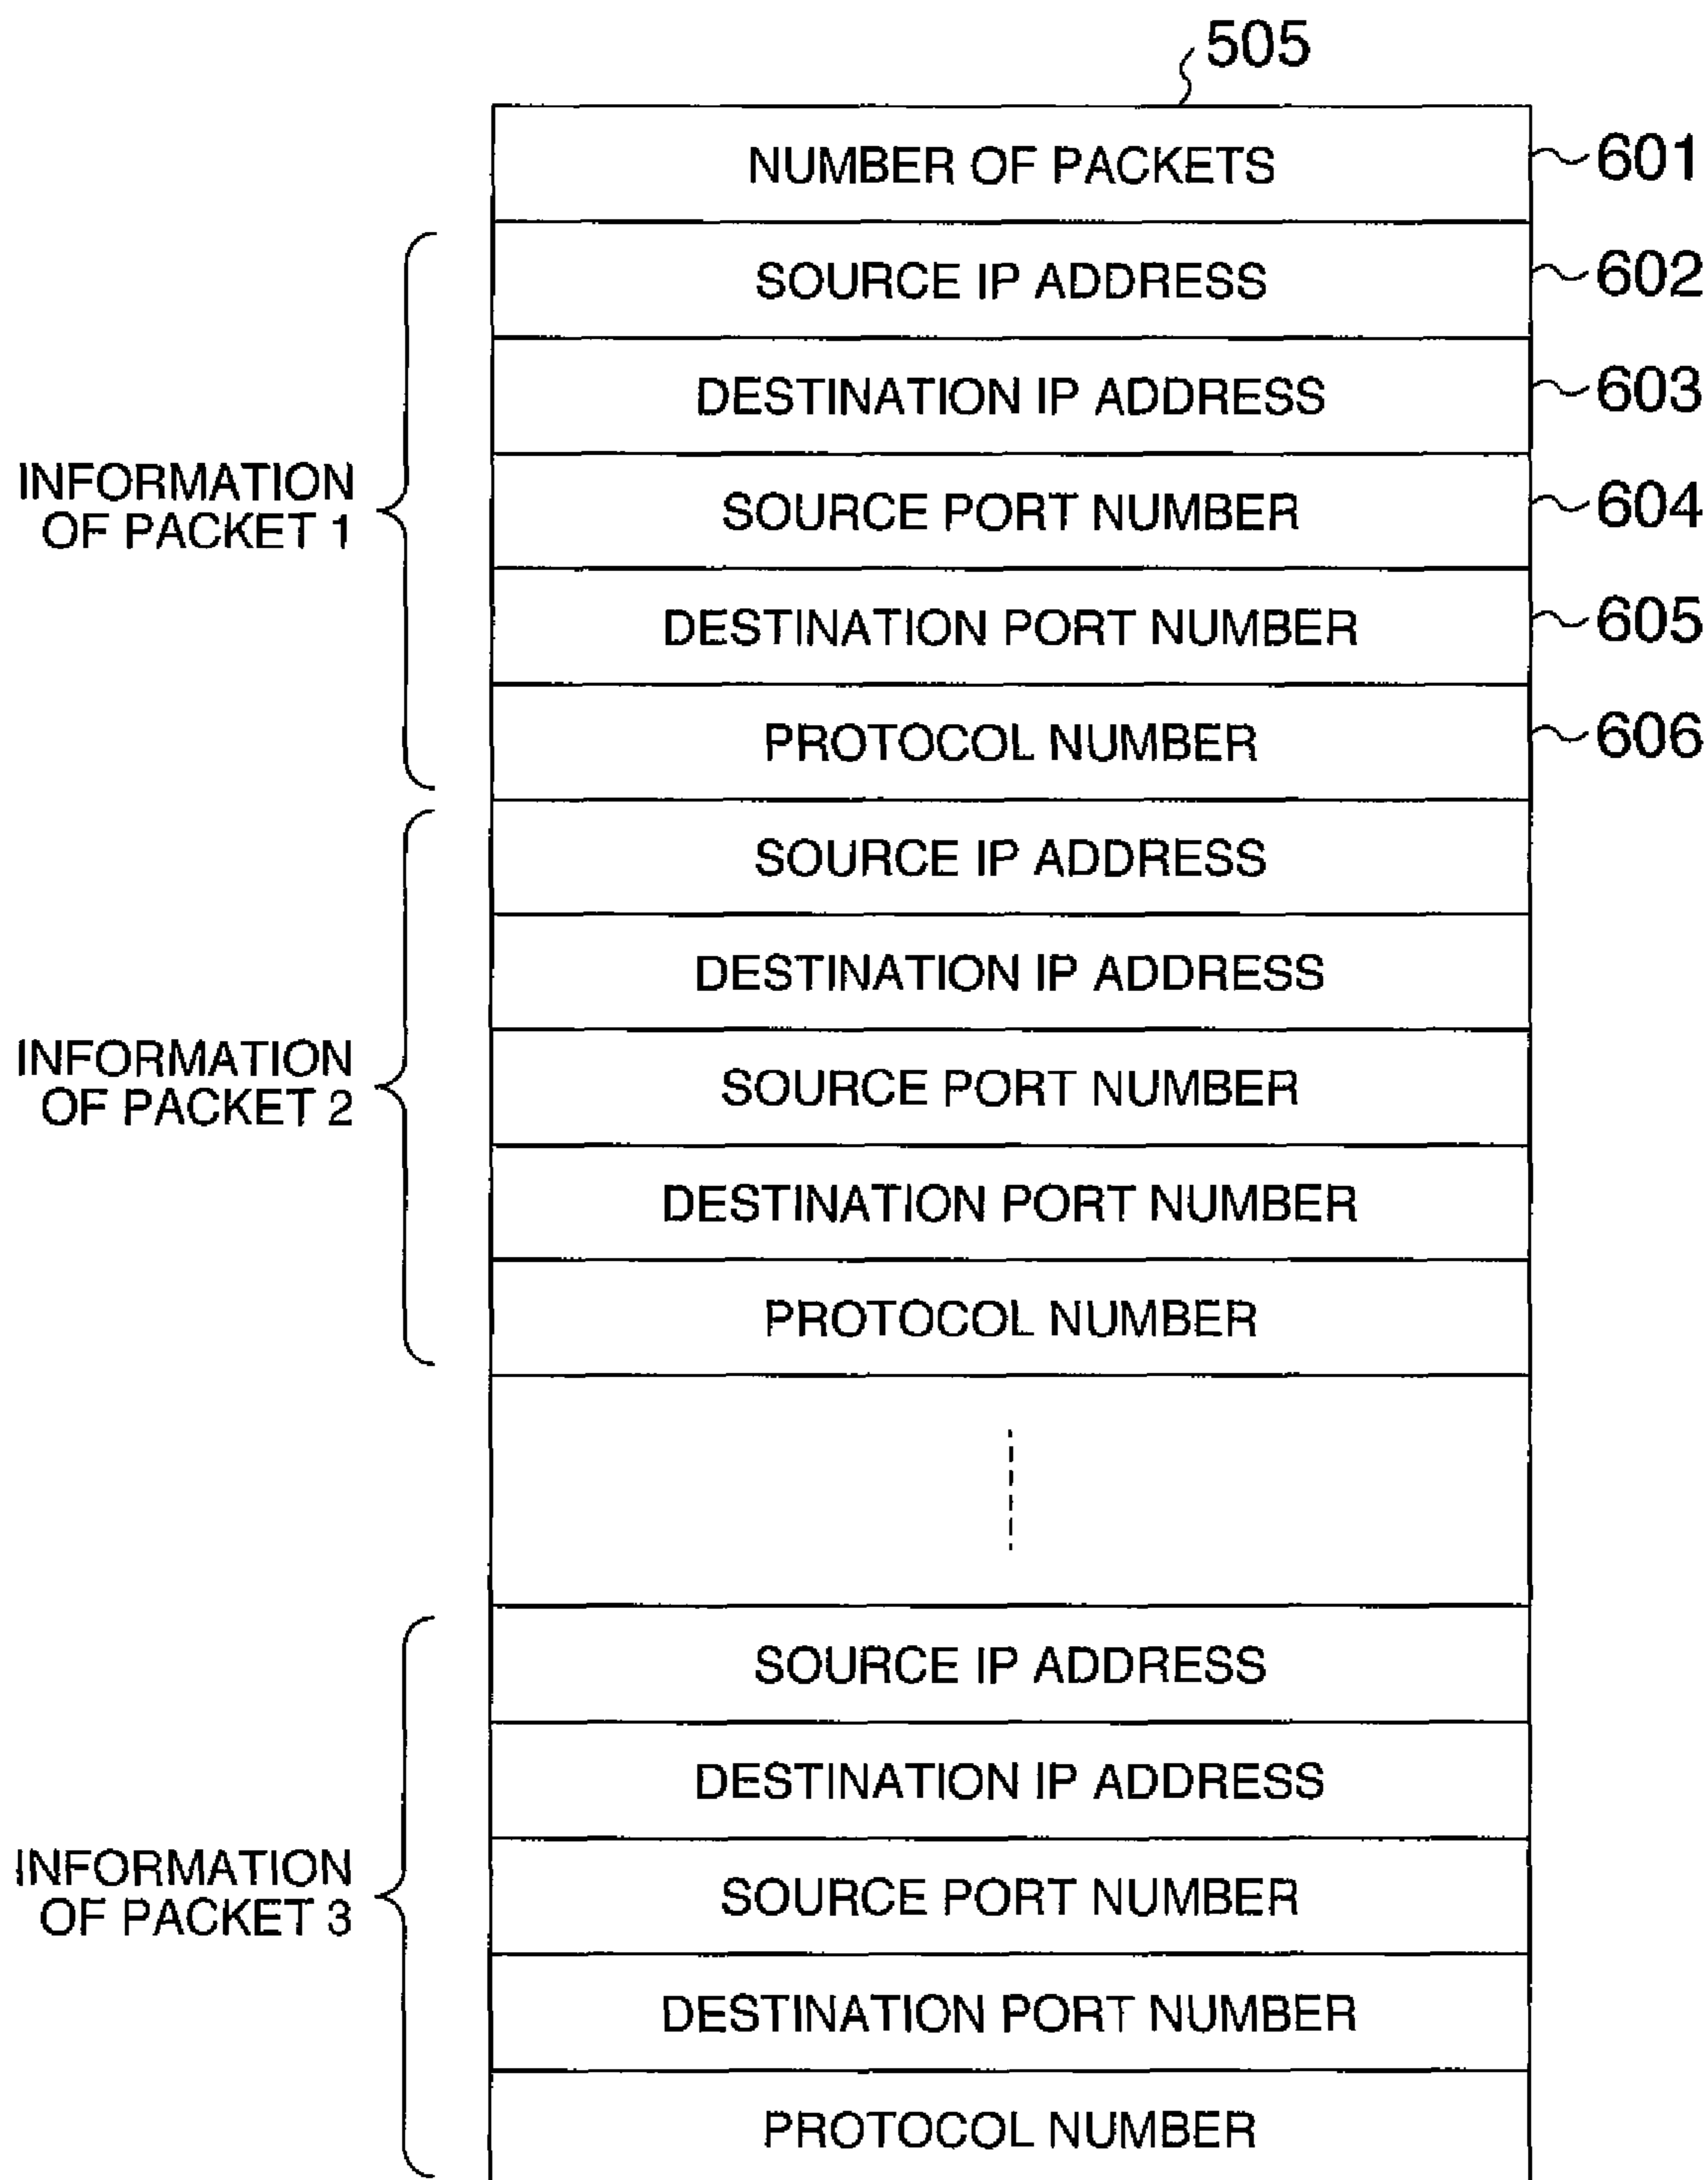 505
NUMBER OF PACKETS 601
SOURCE IP ADDRESS 602
DESTINATION IP ADDRESS 603
INFORMATION
OF PACKET 1
SOURCE PORT NUMBER 604
DESTINATION PORT NUMBER 605
PROTOCOL NUMBER 606
SOURCE IP ADDRESS
DESTINATION IP ADDRESS
INFORMATION
OF PACKET 2
SOURCE PORT NUMBER
DESTINATION PORT NUMBER
PROTOCOL NUMBER
SOURCE IP ADDRESS
DESTINATION IP ADDRESS
INFORMATION
OF PACKET 3
SOURCE PORT NUMBER
DESTINATION PORT NUMBER
PROTOCOL NUMBER